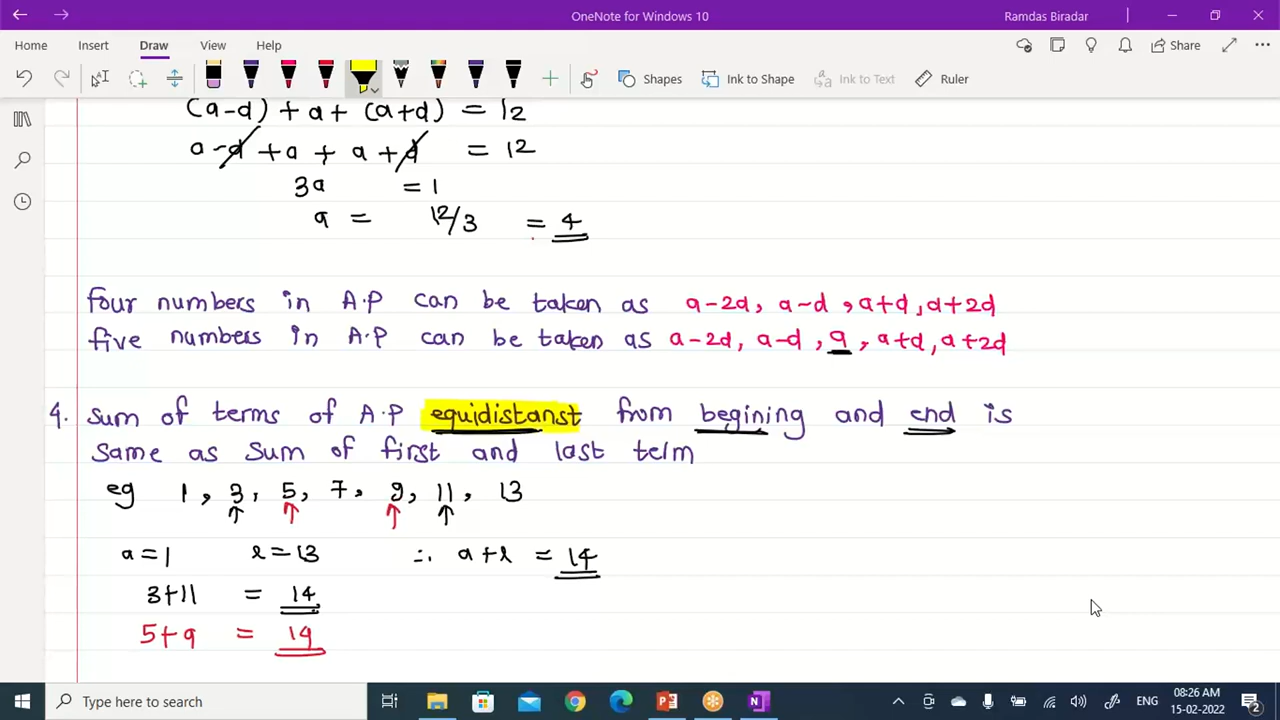 OneNote for Windows 10
Ramdas Biradar
Home Insert Draw View Help
Share
Shapes Ink to Shape Ink to Text Ruler
(a-d) + a + (a+d) = 12
a-d + a + a + d = 12
3a = 1
a = 12/3 = 4
four numbers in A.P can be taken as a-2d, a-d, a+d, a+2d
five numbers in A.P can be taken as a-2d, a-d, a, a+d, a+2d
4. Sum of terms of A.P equidistanst from begining and end is
Same as Sum of first and last term
eg 1, 3, 5, 7, 9, 11, 13
a=1 l=13 ∴ a+l = 14
3+11 = 14
5+9 = 14
Type here to search
ENG
08:26 AM
15-02-2022
2